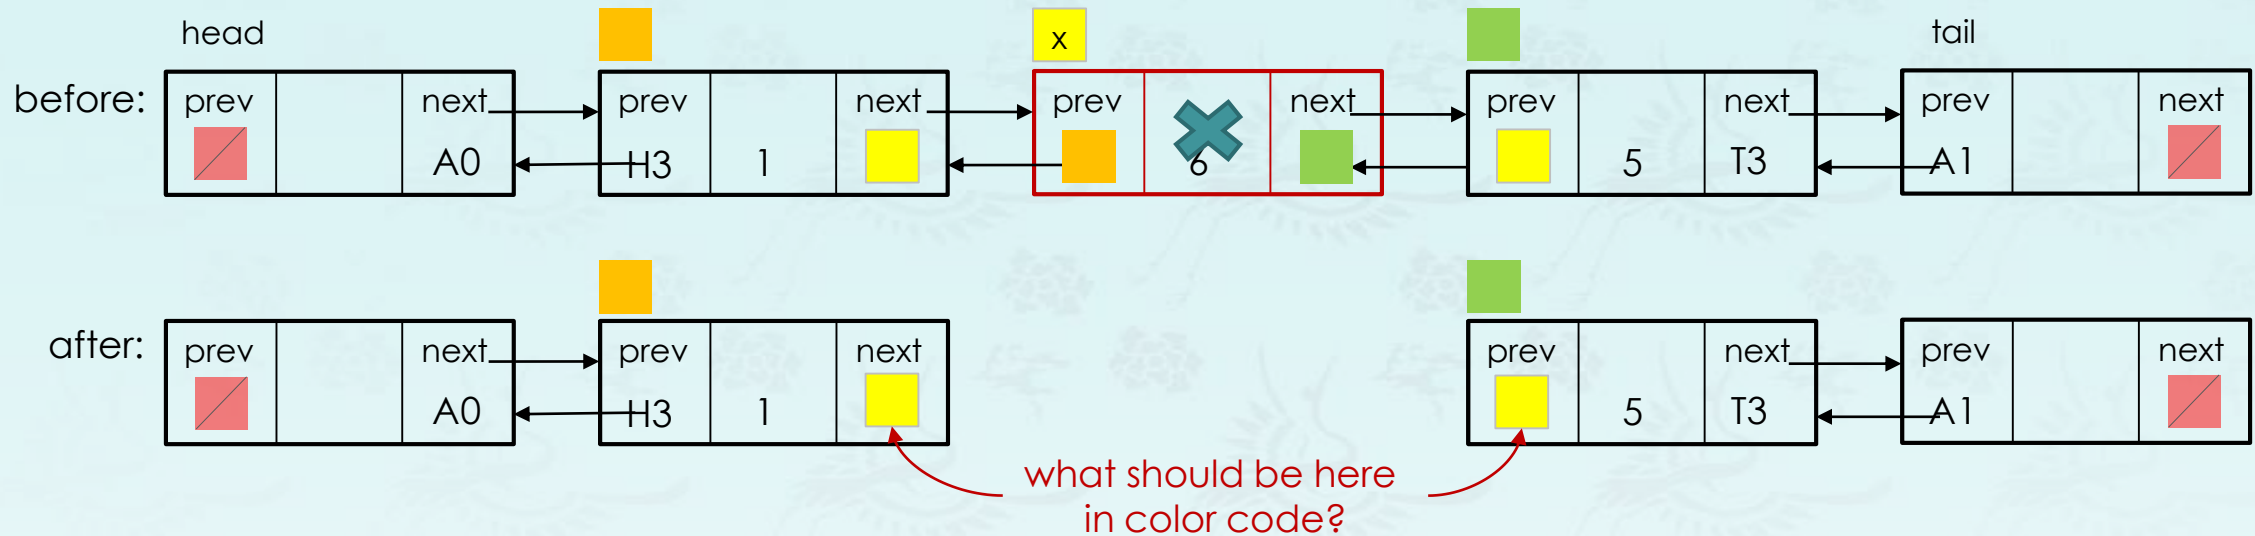 head x tail
before: prev next prev next prev next prev next prev next
A0 H3 1 6 5 T3 A1
after: prev next prev next prev next prev next
A0 H3 1 5 T3 A1
what should be here
in color code?